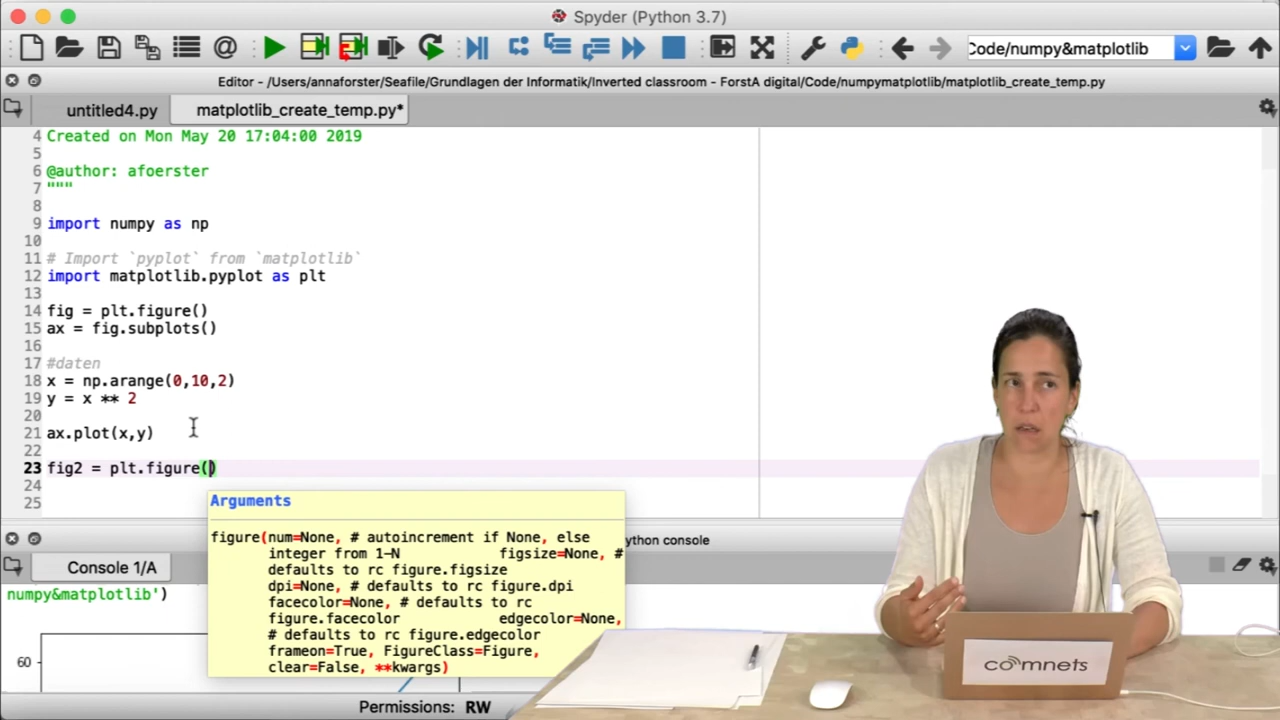 Spyder (Python 3.7)
Code/numpy&matplotlib
Editor - /Users/annaforster/Seafile/Grundlagen der Informatik/Inverted classroom - ForstA digital/Code/numpymatplotlib/matplotlib_create_temp.py
untitled4.py
matplotlib_create_temp.py*
4 Created on Mon May 20 17:04:00 2019
5
6 @author: afoerster
7 """
8
9 import numpy as np
10
11 # Import `pyplot` from `matplotlib`
12 import matplotlib.pyplot as plt
13
14 fig = plt.figure()
15 ax = fig.subplots()
16
17 #daten
18 x = np.arange(0,10,2)
19 y = x ** 2
20
21 ax.plot(x,y)
22
23 fig2 = plt.figure()
24
25
Arguments
figure(num=None, # autoincrement if None, else
integer from 1-N figsize=None, #
defaults to rc figure.figsize
dpi=None, # defaults to rc figure.dpi
facecolor=None, # defaults to rc
figure.facecolor edgecolor=None,
# defaults to rc figure.edgecolor
frameon=True, FigureClass=Figure,
clear=False, **kwargs)
ython console
Console 1/A
numpy&matplotlib')
60
Permissions: RW
comnets